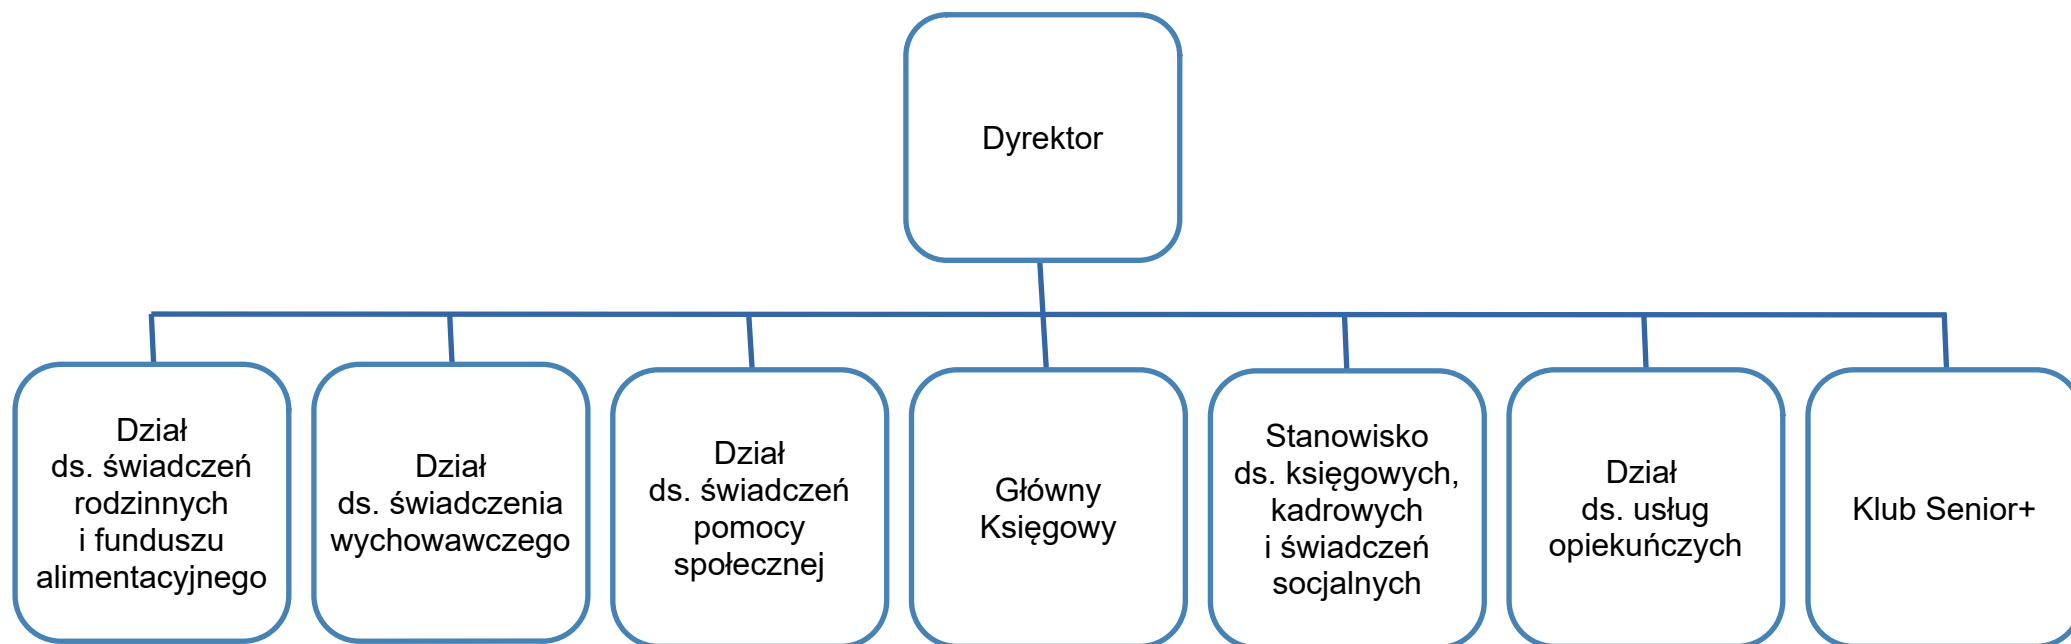 Dyrektor
Dział
ds. świadczeń
rodzinnych
i funduszu
alimentacyjnego
Dział
ds. świadczenia
wychowawczego
Dział
ds. świadczeń
pomocy
społecznej
Główny
Księgowy
Stanowisko
ds. księgowych,
kadrowych
i świadczeń
socjalnych
Dział
ds. usług
opiekuńczych
Klub Senior+